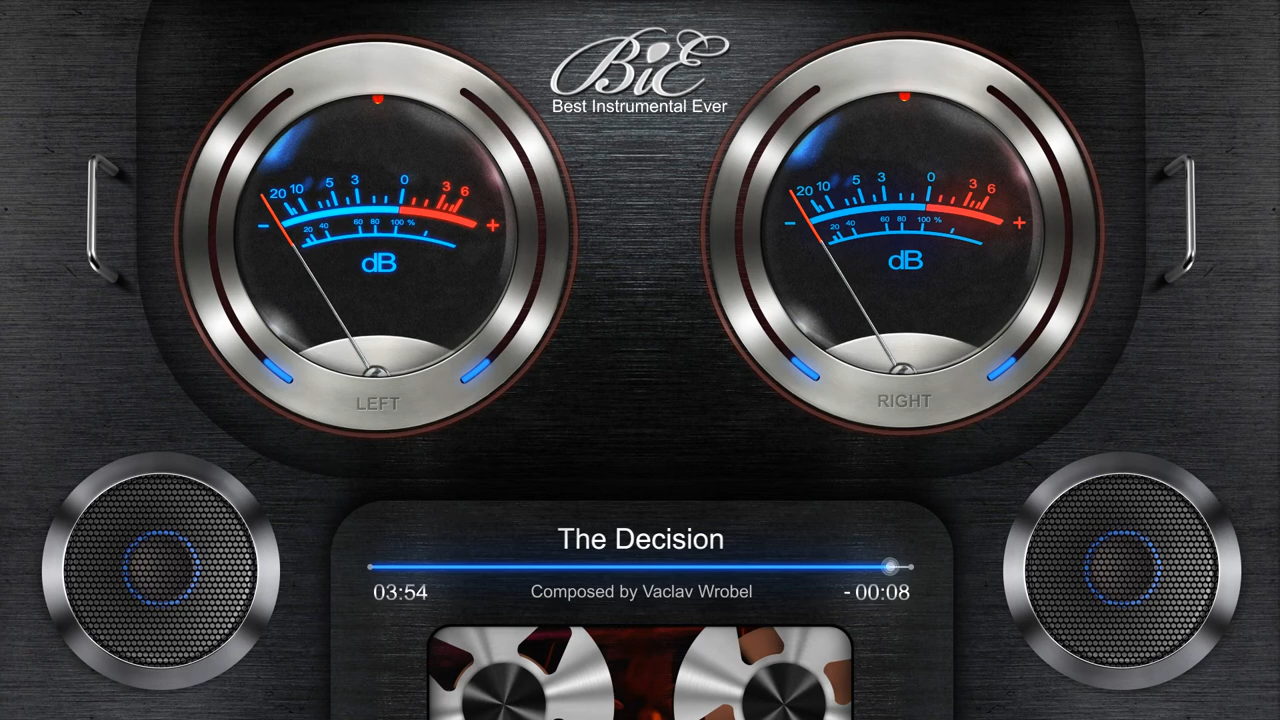 BiE
Best Instrumental Ever
20 10 5 3 0 3 6
- +
20 40 60 80 100 %
dB
LEFT
20 10 5 3 0 3 6
- +
20 40 60 80 100 %
dB
RIGHT
The Decision
03:54 Composed by Vaclav Wrobel - 00:08